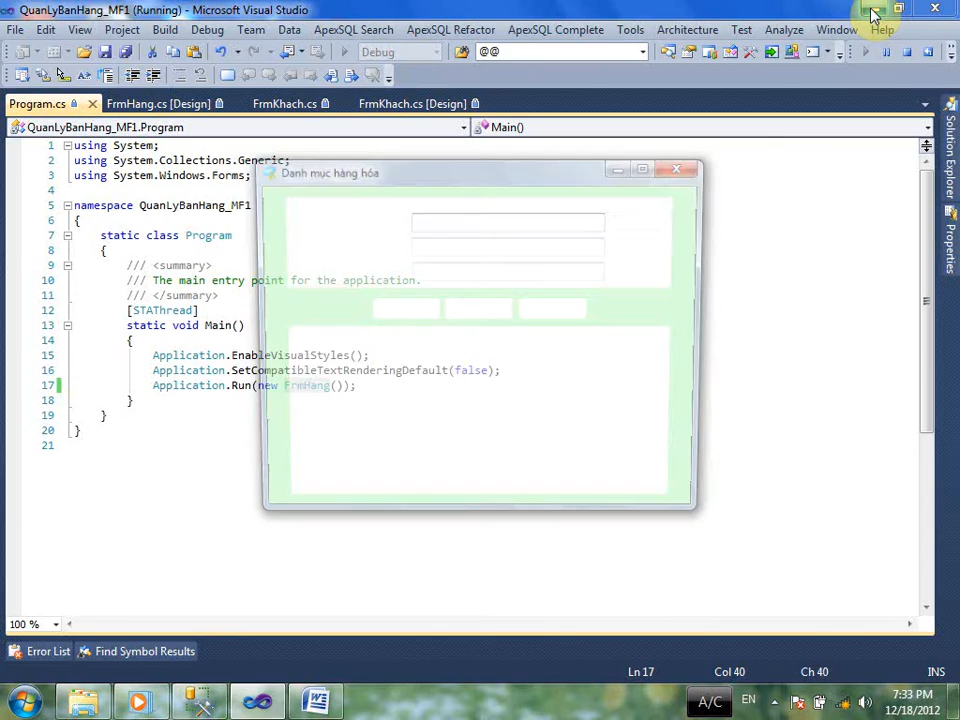 QuanLyBanHang_MF1 (Running) - Microsoft Visual Studio
File Edit View Project Build Debug Team Data ApexSQL Search ApexSQL Refactor ApexSQL Complete Tools Architecture Test Analyze Window Help
Debug @@
Program.cs FrmHang.cs [Design] FrmKhach.cs FrmKhach.cs [Design]
QuanLyBanHang_MF1.Program Main()
1 using System;
2 using System.Collections.Generic;
3 using System.Windows.Forms;
Danh mục hàng hóa
4
5 namespace QuanLyBanHang_MF1
6 {
7 static class Program
8 {
9 /// <summary>
10 /// The main entry point for the application.
11 /// </summary>
12 [STAThread]
13 static void Main()
14 {
15 Application.EnableVisualStyles();
16 Application.SetCompatibleTextRenderingDefault(false);
17 Application.Run(new FrmHang());
18 }
19 }
20 }
21
100 %
Error List Find Symbol Results
Ln 17 Col 40 Ch 40 INS
A/C EN 7:33 PM
12/18/2012
Solution Explorer
Properties